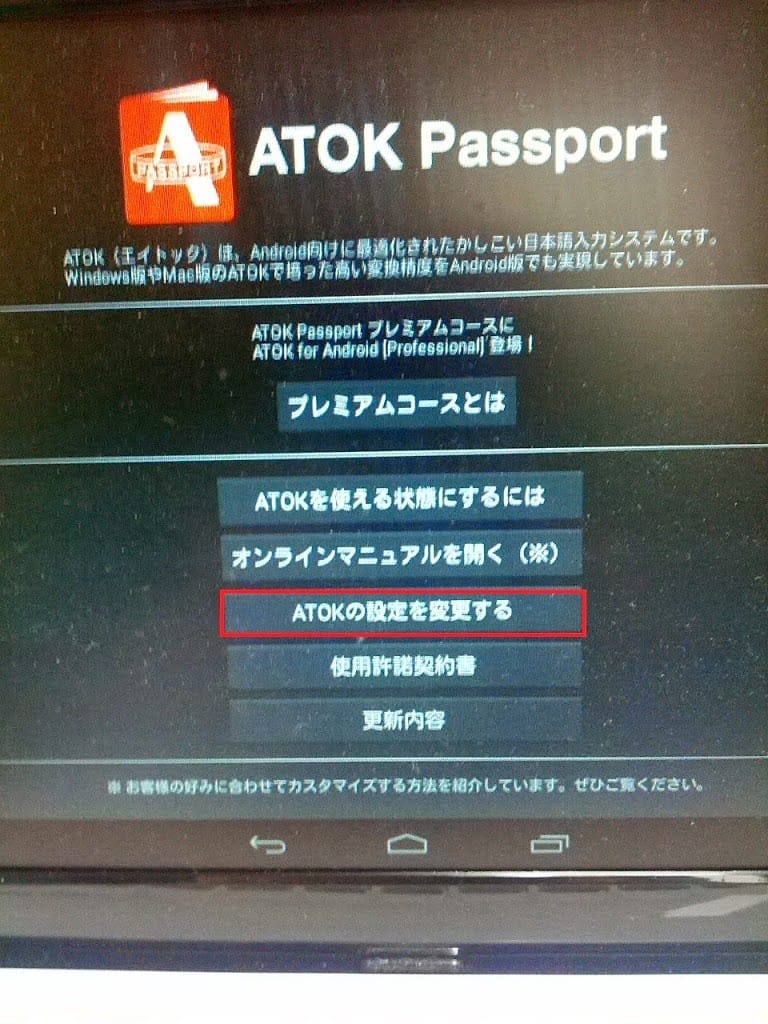 PASSPORT
ATOK Passport
ATOK（エイトック）は、Android向けに最適化されたかしこい日本語入力システムです。
Windows版やMac版のATOKで培った高い変換精度をAndroid版でも実現しています。
ATOK Passport プレミアムコースに
ATOK for Android [Professional] 登場！
プレミアムコースとは
ATOKを使える状態にするには
オンラインマニュアルを開く（※）
ATOKの設定を変更する
使用許諾契約書
更新内容
※ お客様の好みに合わせてカスタマイズする方法を紹介しています。ぜひご覧ください。